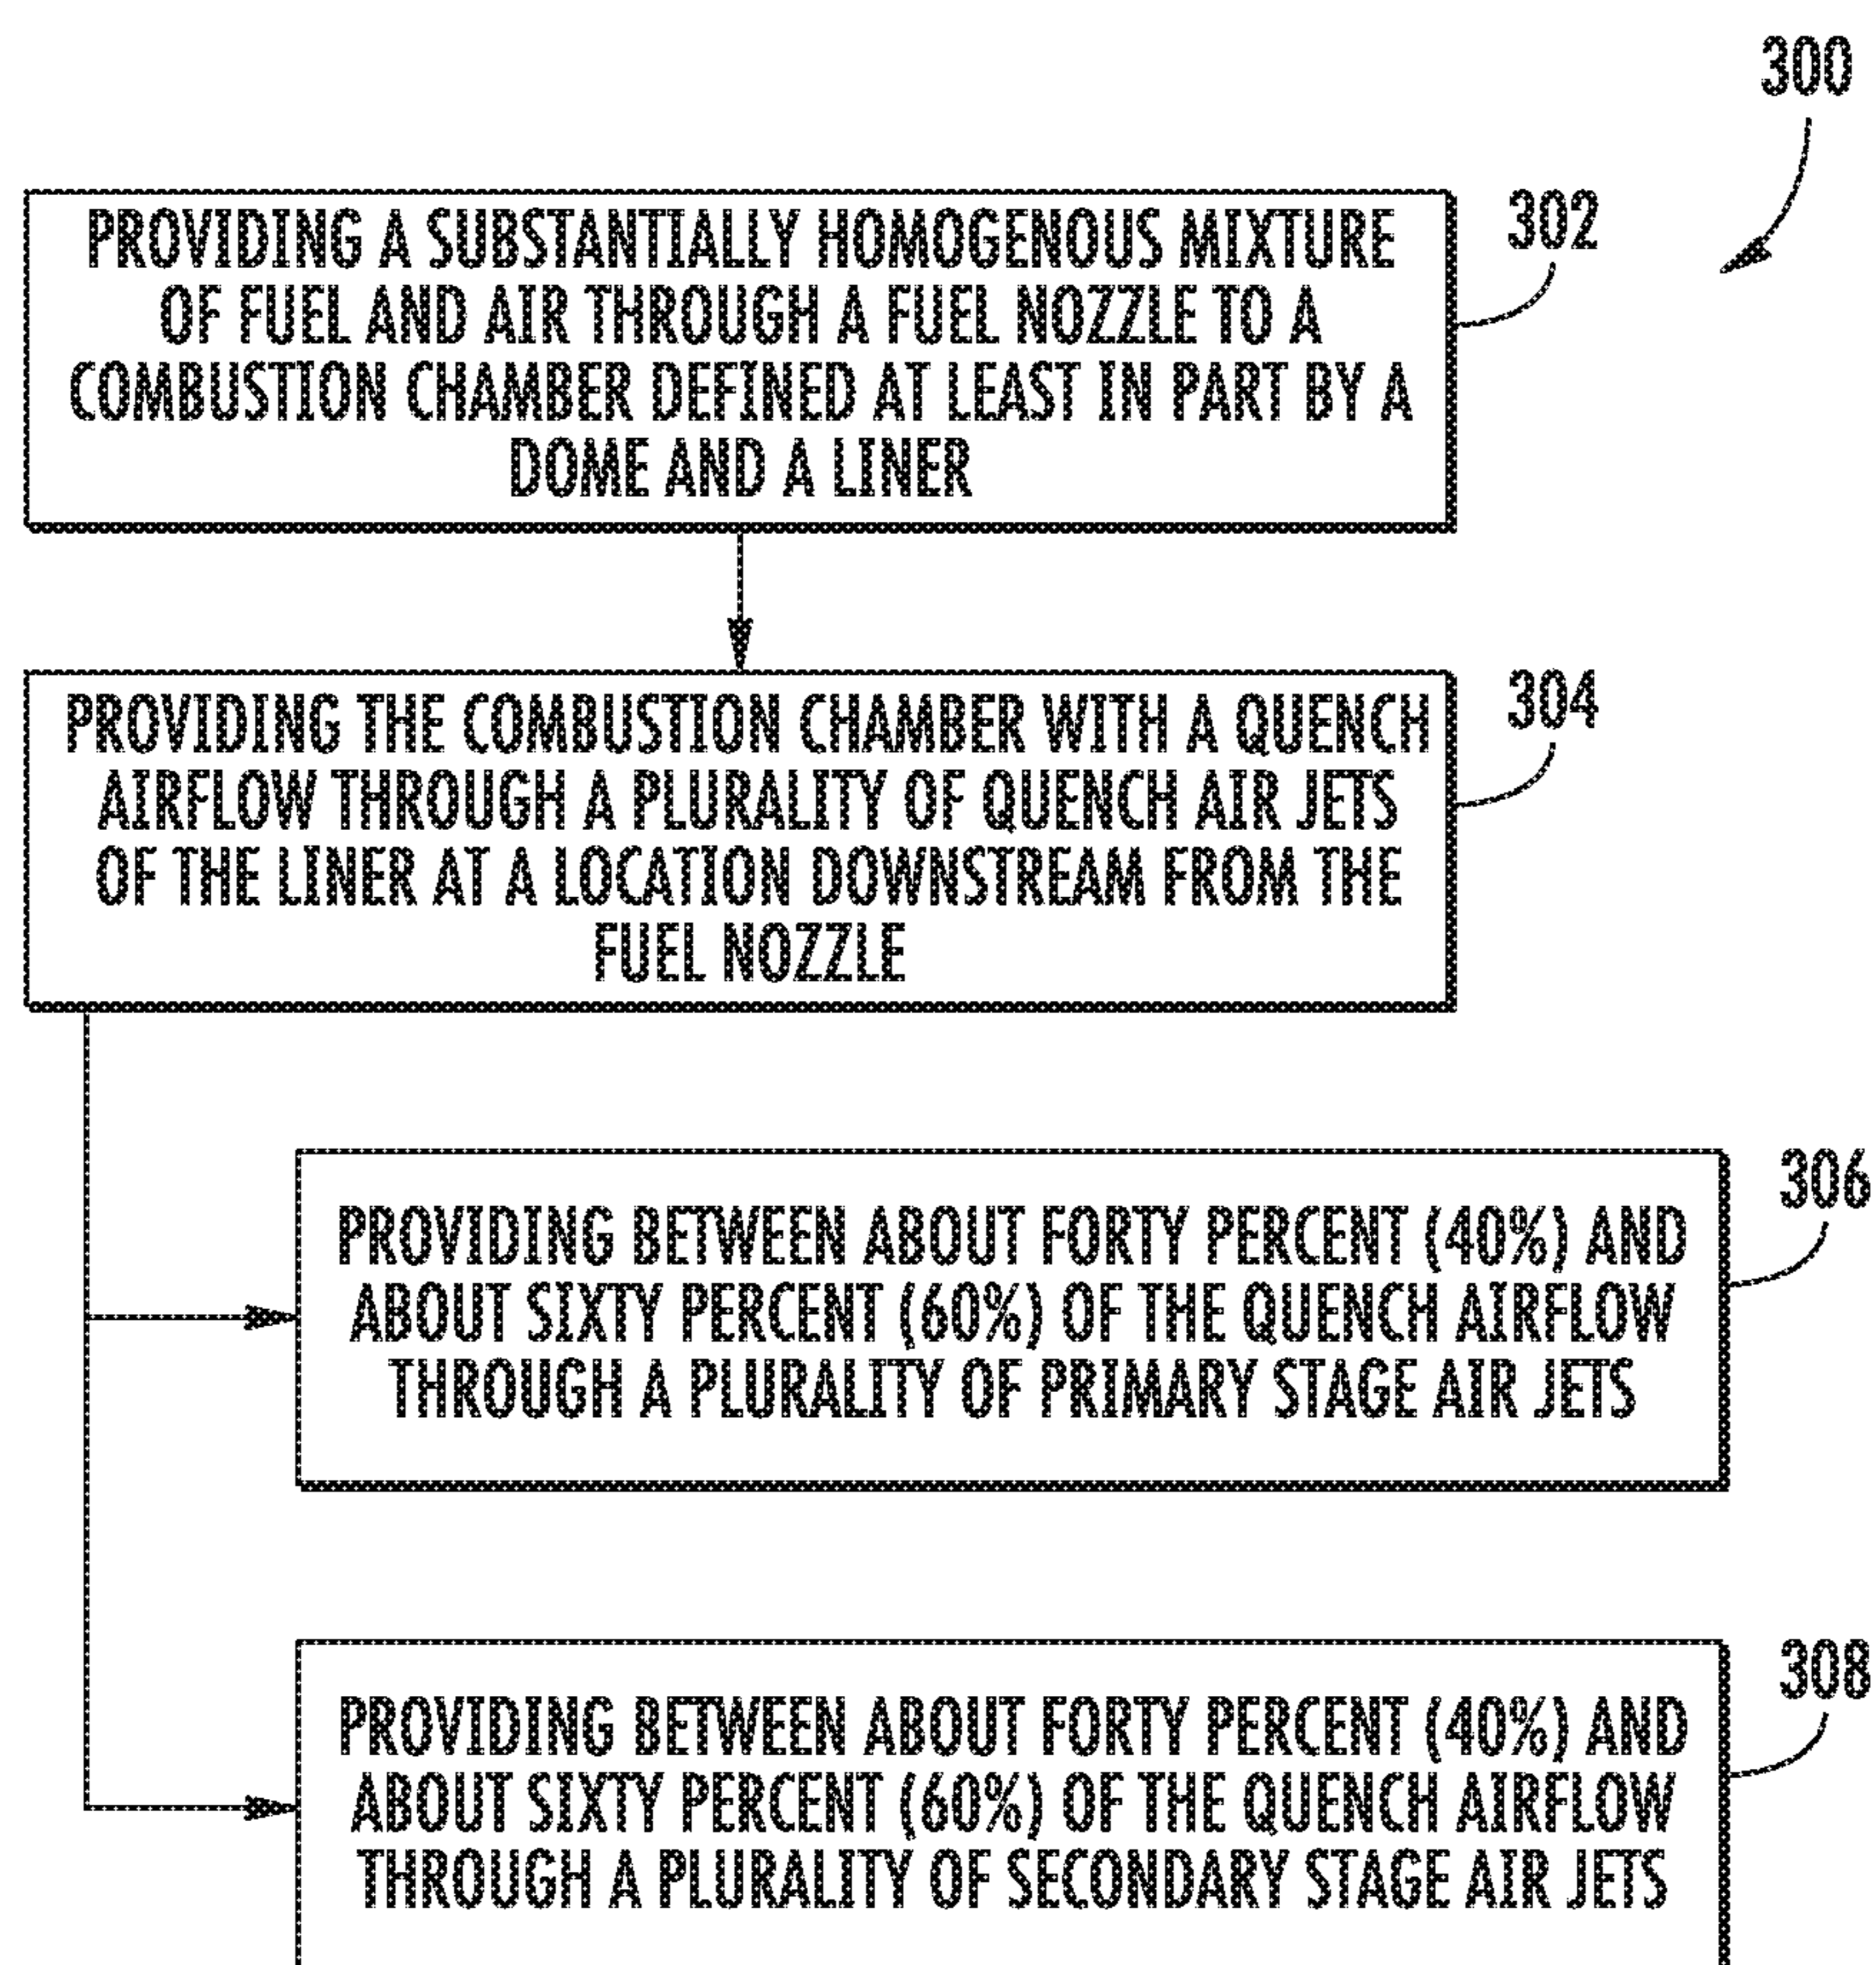 300
PROVIDING A SUBSTANTIALLY HOMOGENOUS MIXTURE
OF FUEL AND AIR THROUGH A FUEL NOZZLE TO A
COMBUSTION CHAMBER DEFINED AT LEAST IN PART BY A
DOME AND A LINER
302
PROVIDING THE COMBUSTION CHAMBER WITH A QUENCH
AIRFLOW THROUGH A PLURALITY OF QUENCH AIR JETS
OF THE LINER AT A LOCATION DOWNSTREAM FROM THE
FUEL NOZZLE
304
PROVIDING BETWEEN ABOUT FORTY PERCENT (40%) AND
ABOUT SIXTY PERCENT (60%) OF THE QUENCH AIRFLOW
THROUGH A PLURALITY OF PRIMARY STAGE AIR JETS
306
PROVIDING BETWEEN ABOUT FORTY PERCENT (40%) AND
ABOUT SIXTY PERCENT (60%) OF THE QUENCH AIRFLOW
THROUGH A PLURALITY OF SECONDARY STAGE AIR JETS
308